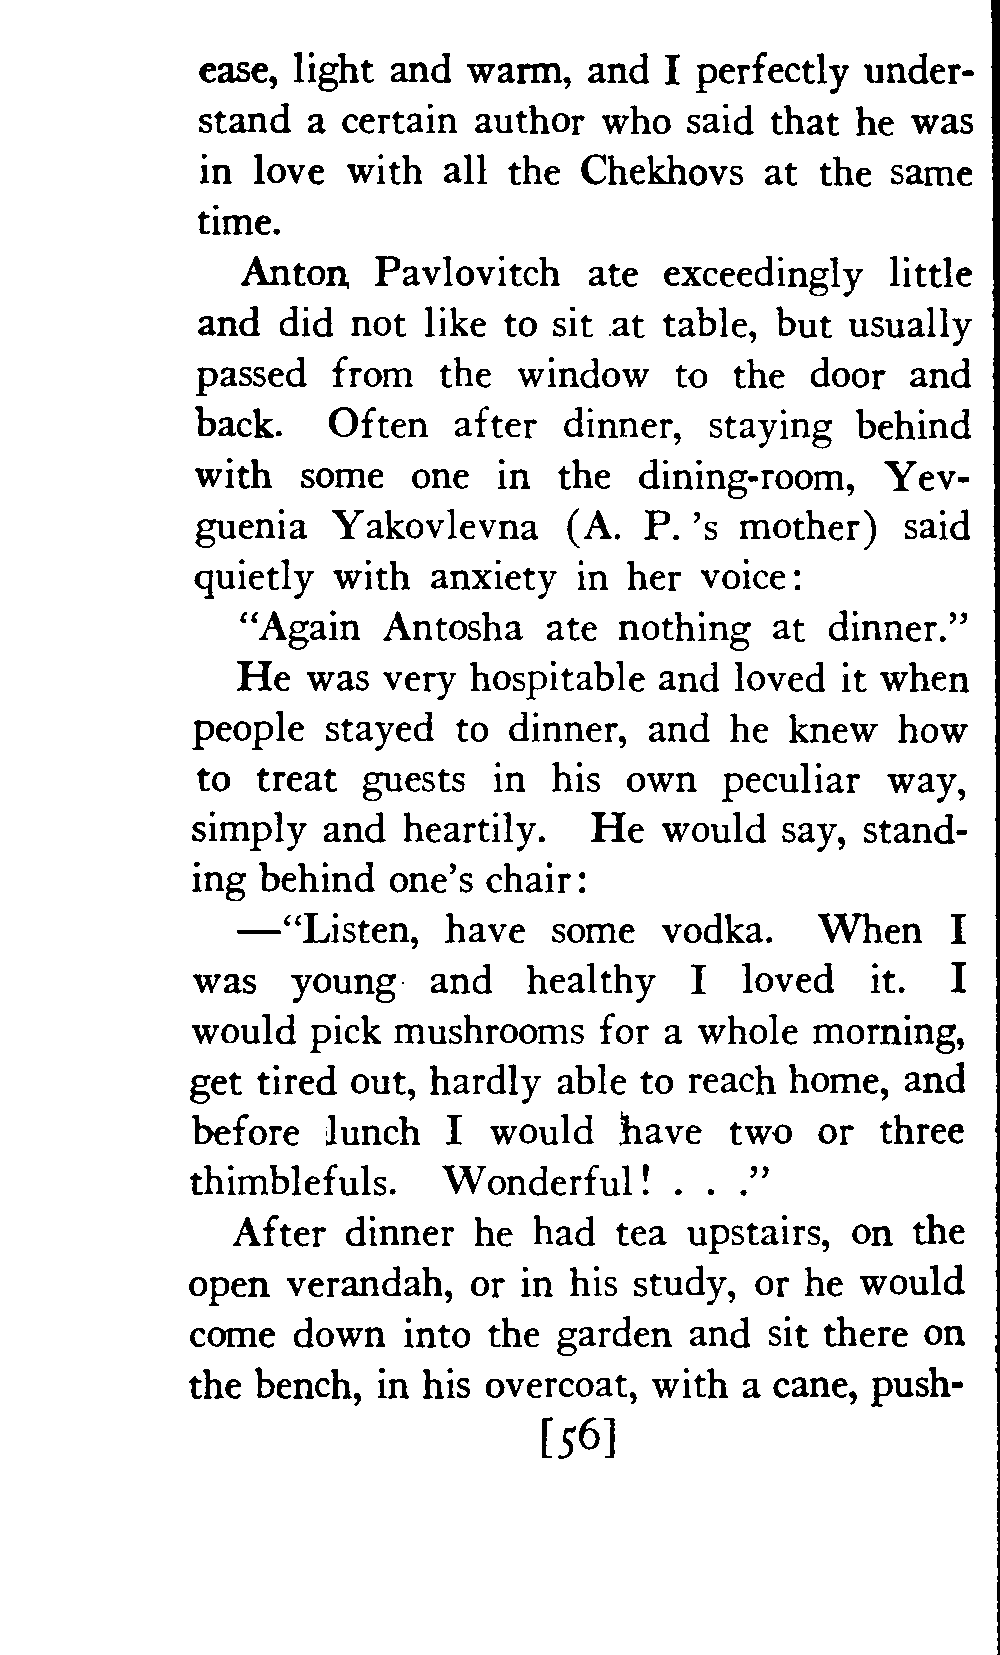 ease, light and warm, and I perfectly under-
stand a certain author who said that he was
in love with all the Chekhovs at the same
time.
Anton Pavlovitch ate exceedingly little
and did not like to sit at table, but usually
passed from the window to the door and
back. Often after dinner, staying behind
with some one in the dining-room, Yev-
guenia Yakovlevna (A. P. 's mother) said
quietly with anxiety in her voice:
"Again Antosha ate nothing at dinner."
He was very hospitable and loved it when
people stayed to dinner, and he knew how
to treat guests in his own peculiar way,
simply and heartily. He would say, stand-
ing behind one's chair:
—"Listen, have some vodka. When I
was young and healthy I loved it. I
would pick mushrooms for a whole morning,
get tired out, hardly able to reach home, and
before lunch I would have two or three
thimblefuls. Wonderful! . . ."
After dinner he had tea upstairs, on the
open verandah, or in his study, or he would
come down into the garden and sit there on
the bench, in his overcoat, with a cane, push-
[56]